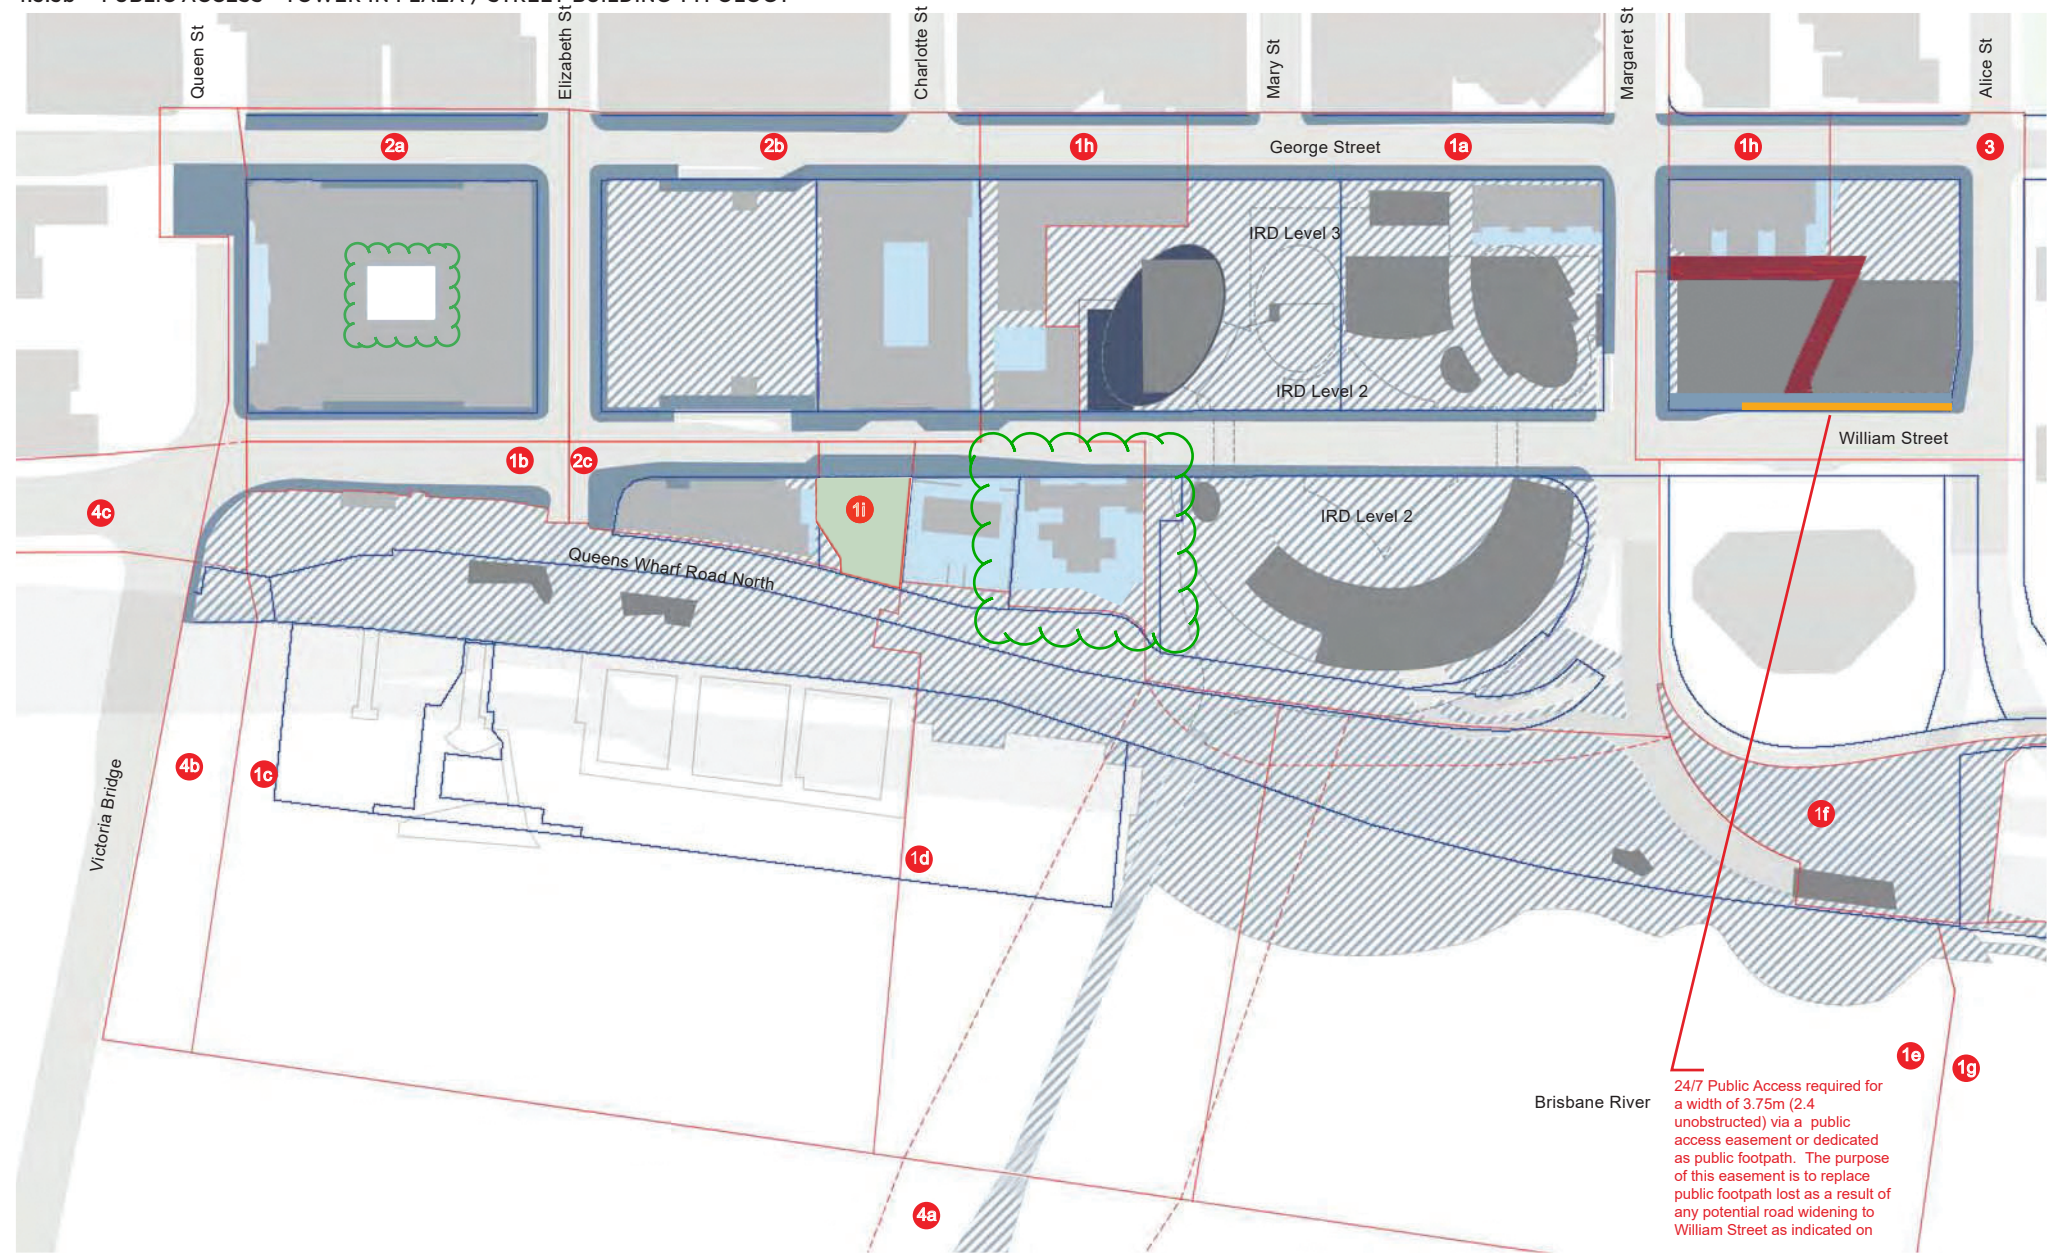 Queen St
Elizabeth St
Charlotte St
Mary St
Margaret St
Alice St
2a
2b
1h
George Street
1a
1h
3
IRD Level 3
IRD Level 2
7
William Street
1b
2c
4c
1i
IRD Level 2
Queens Wharf Road North
4b
1c
Victoria Bridge
1d
1f
1e
1g
Brisbane River
24/7 Public Access required for
a width of 3.75m (2.4
unobstructed) via a public
access easement or dedicated
as public footpath. The purpose
of this easement is to replace
public footpath lost as a result of
any potential road widening to
William Street as indicated on
4a